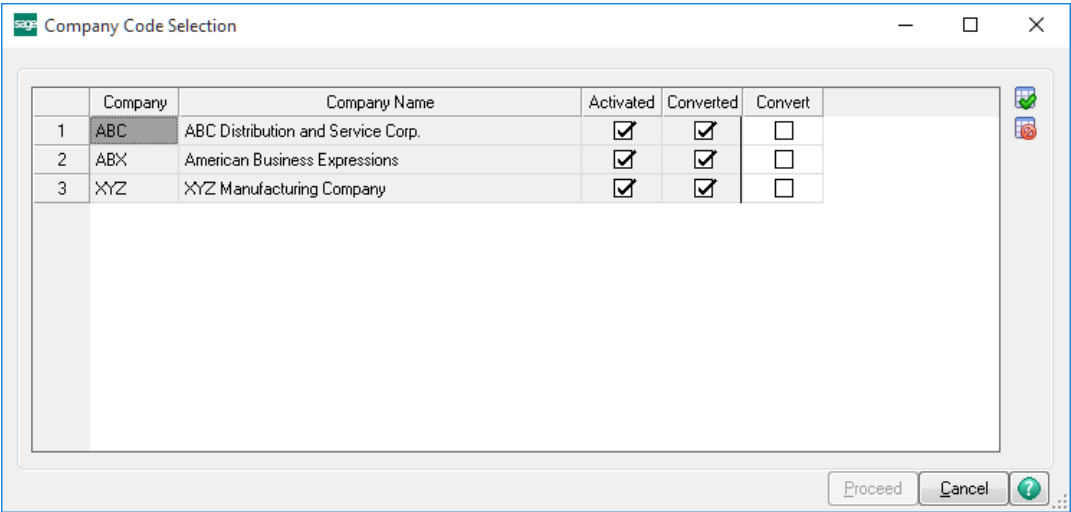 sage Company Code Selection
Company Company Name Activated Converted Convert
1 ABC ABC Distribution and Service Corp.
2 ABX American Business Expressions
3 XYZ XYZ Manufacturing Company
Proceed Cancel ?